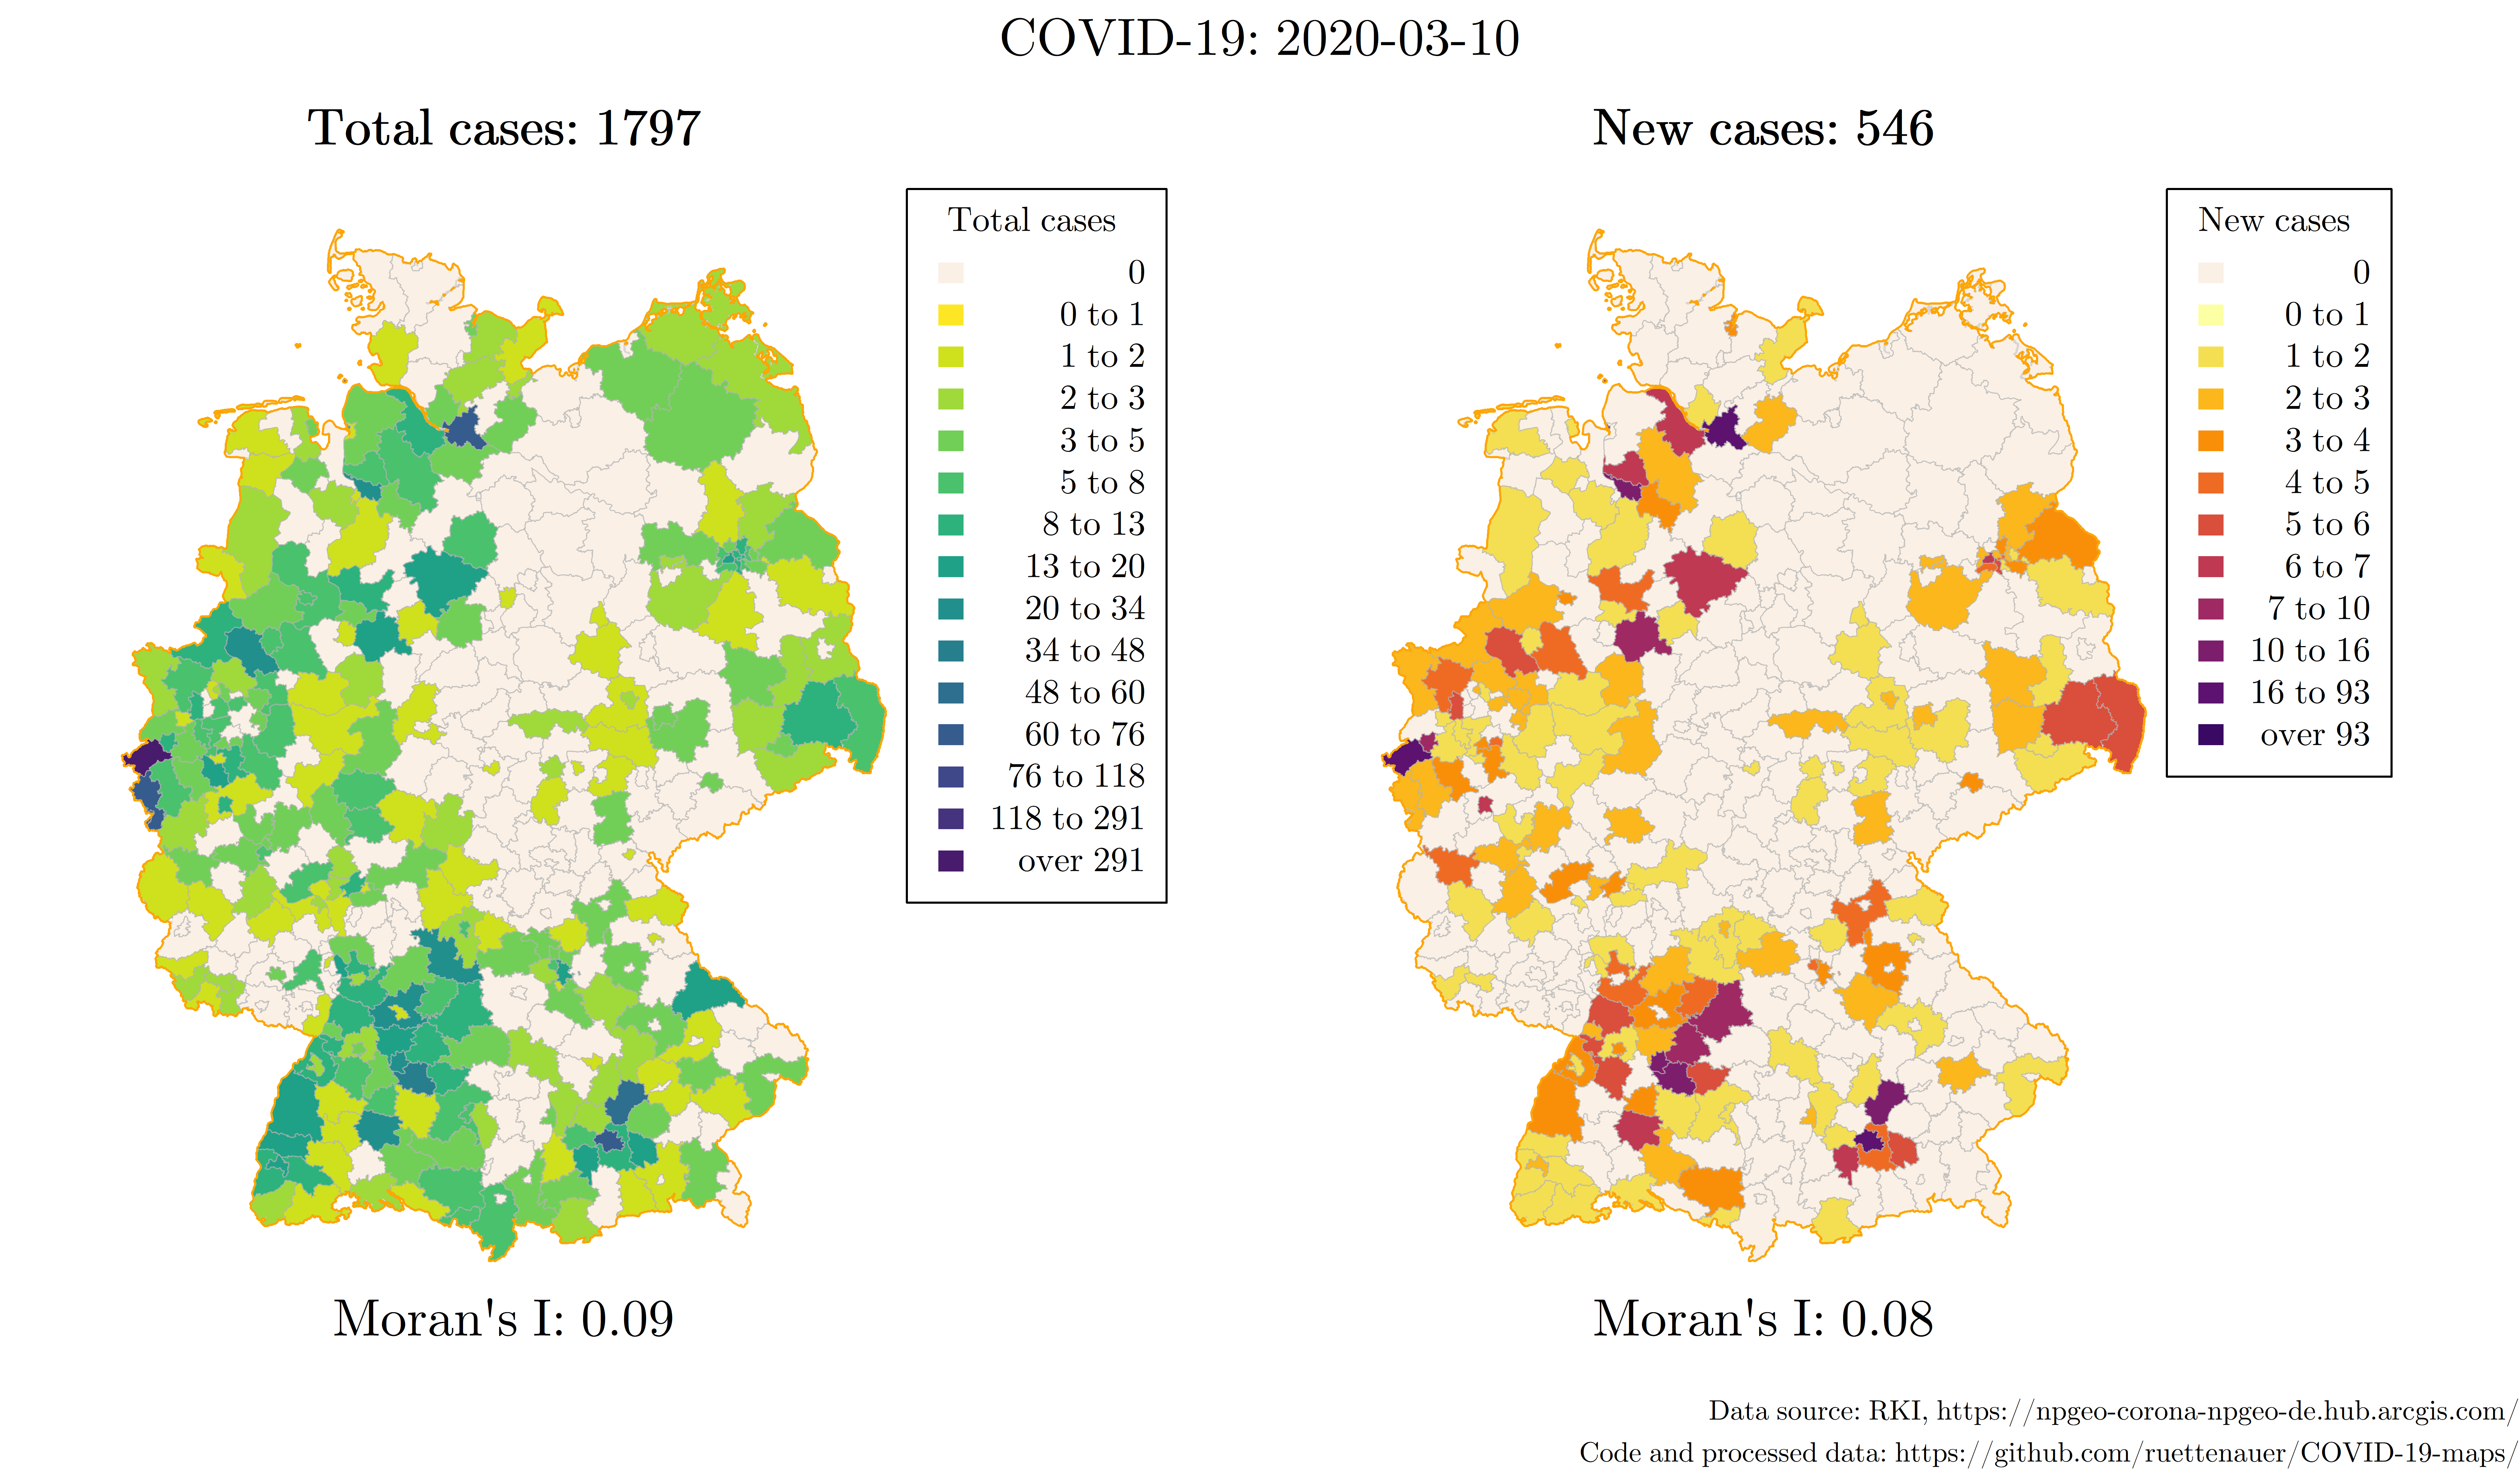 COVID-19: 2020-03-10
Total cases: 1797
Total cases
0
0 to 1
1 to 2
2 to 3
3 to 5
5 to 8
8 to 13
13 to 20
20 to 34
34 to 48
48 to 60
60 to 76
76 to 118
118 to 291
over 291
Moran's I: 0.09
New cases: 546
New cases
0
0 to 1
1 to 2
2 to 3
3 to 4
4 to 5
5 to 6
6 to 7
7 to 10
10 to 16
16 to 93
over 93
Moran's I: 0.08
Data source: RKI, https://npgeo-corona-npgeo-de.hub.arcgis.com/
Code and processed data: https://github.com/ruettenauer/COVID-19-maps/